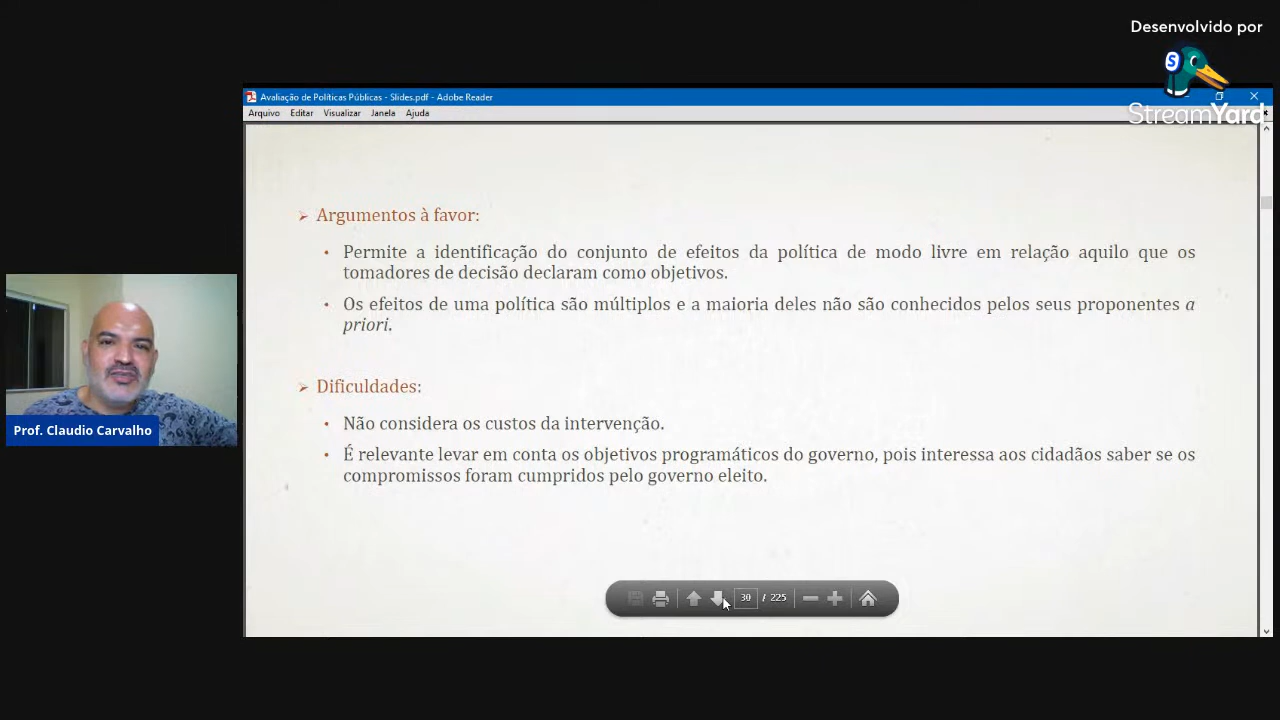 Desenvolvido por
StreamYard
Avaliação de Políticas Públicas - Slides.pdf - Adobe Reader
Arquivo Editar Visualizar Janela Ajuda
Argumentos à favor:
Permite a identificação do conjunto de efeitos da política de modo livre em relação aquilo que os
tomadores de decisão declaram como objetivos.
Os efeitos de uma política são múltiplos e a maioria deles não são conhecidos pelos seus proponentes a
priori.
Dificuldades:
Não considera os custos da intervenção.
É relevante levar em conta os objetivos programáticos do governo, pois interessa aos cidadãos saber se os
compromissos foram cumpridos pelo governo eleito.
Prof. Claudio Carvalho
30 / 225